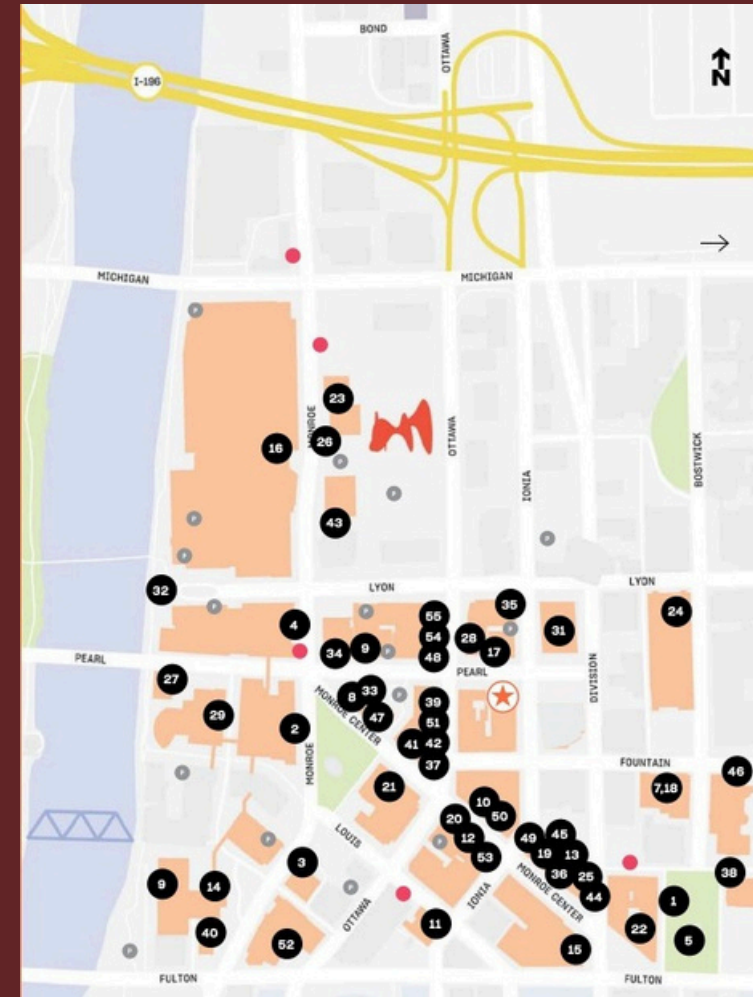 BOND
OTTAWA
I-196
N
MICHIGAN
MICHIGAN
P
23
MONROE
26
16
OTTAWA
P
BOSTWICK
IONIA
P
P
43
P
P
LYON
LYON
32
P
P
4
55
35
24
54
28
31
P
34
9
P
48
17
PEARL
PEARL
27
8
33
P
39
DIVISION
29
MONROE CENTER
47
51
2
41
42
MONROE
37
FOUNTAIN
P
21
7,18
46
10
50
20
LOUIS
12
P
53
49
45
19
13
P
3
36
25
38
MONROE CENTER
9
14
P
44
IONIA
1
OTTAWA
40
11
22
5
52
15
P
FULTON
FULTON